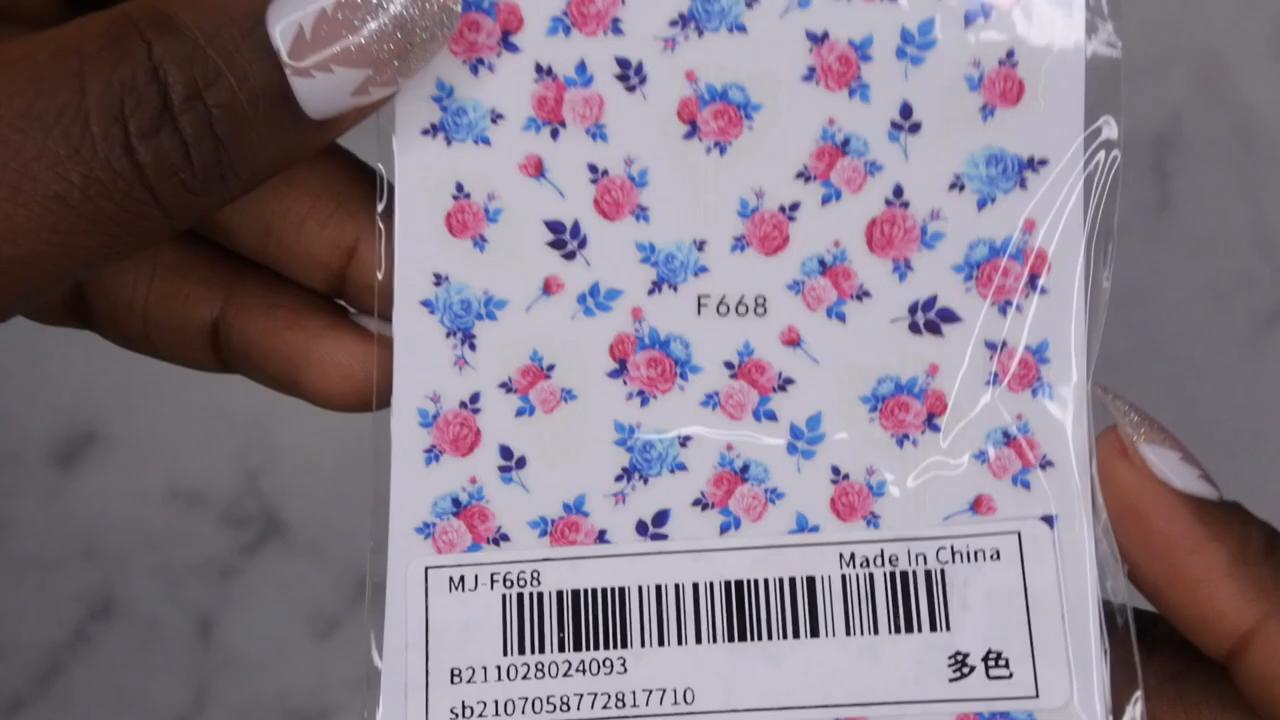 F668
MJ-F668
Made In China
B211028024093
多色
sb2107058772817710